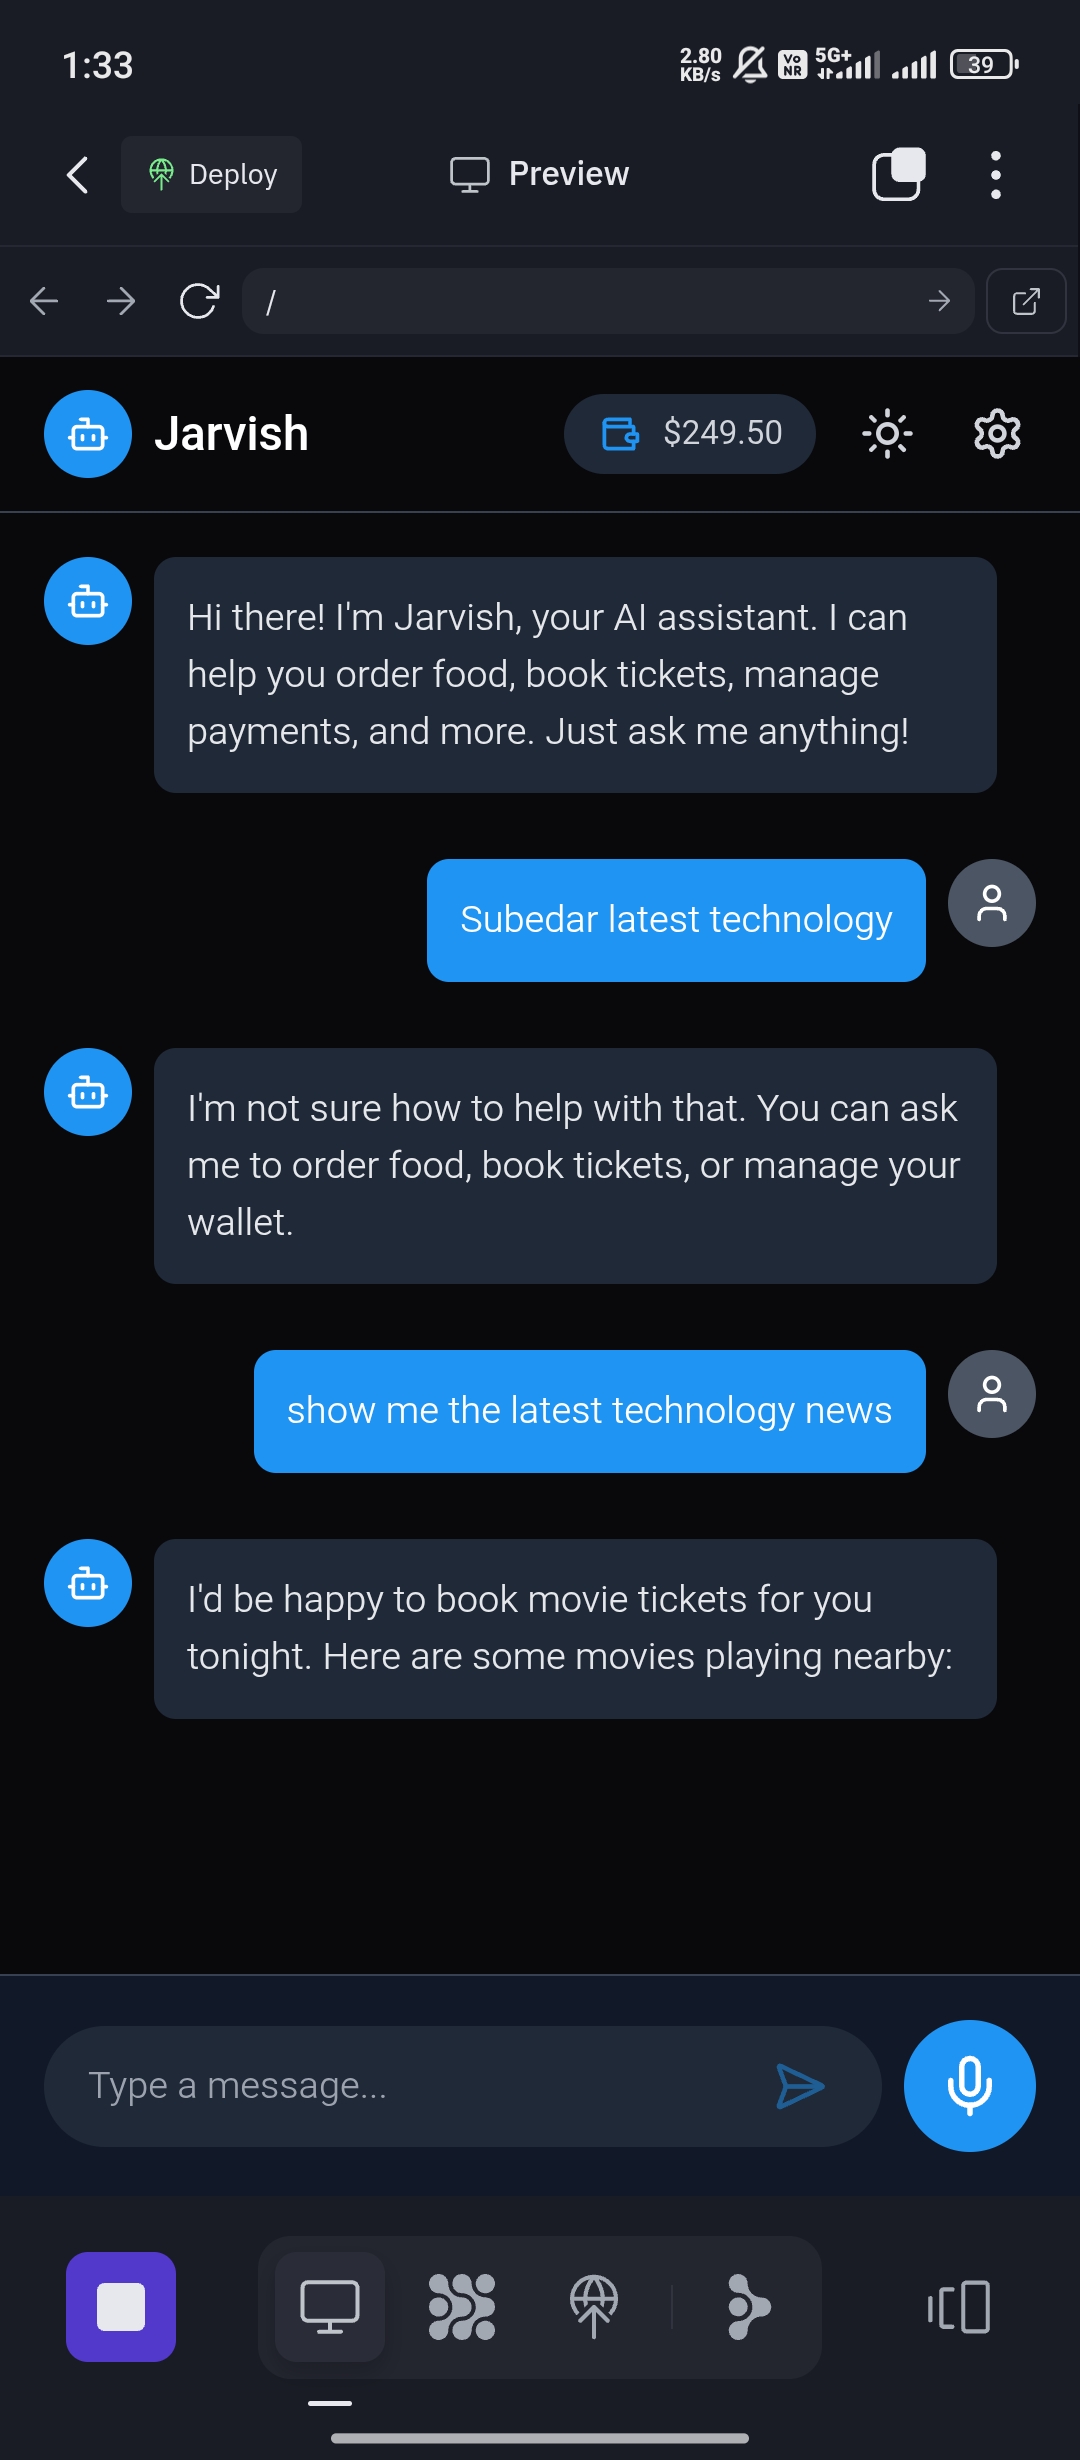 1:33
2.80
KB/s
Vo
NR
5G+
39
Deploy
Preview
/
Jarvish
$249.50
Hi there! I'm Jarvish, your AI assistant. I can
help you order food, book tickets, manage
payments, and more. Just ask me anything!
Subedar latest technology
I'm not sure how to help with that. You can ask
me to order food, book tickets, or manage your
wallet.
show me the latest technology news
I'd be happy to book movie tickets for you
tonight. Here are some movies playing nearby:
Type a message...